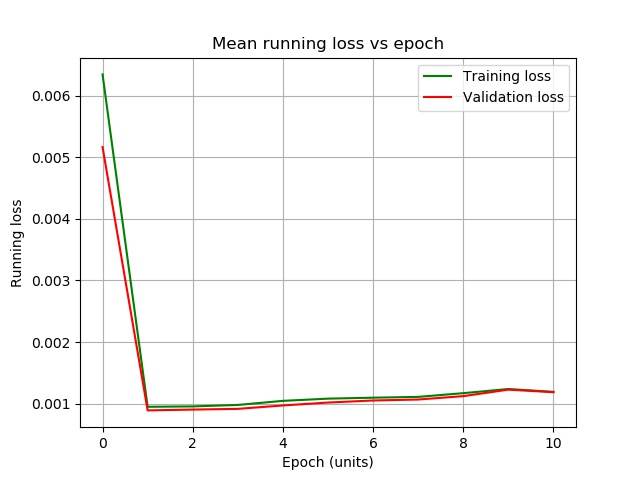 Mean running loss vs epoch
Training loss
Validation loss
0.006
0.005
0.004
0.003
0.002
0.001
Running loss
0 2 4 6 8 10
Epoch (units)